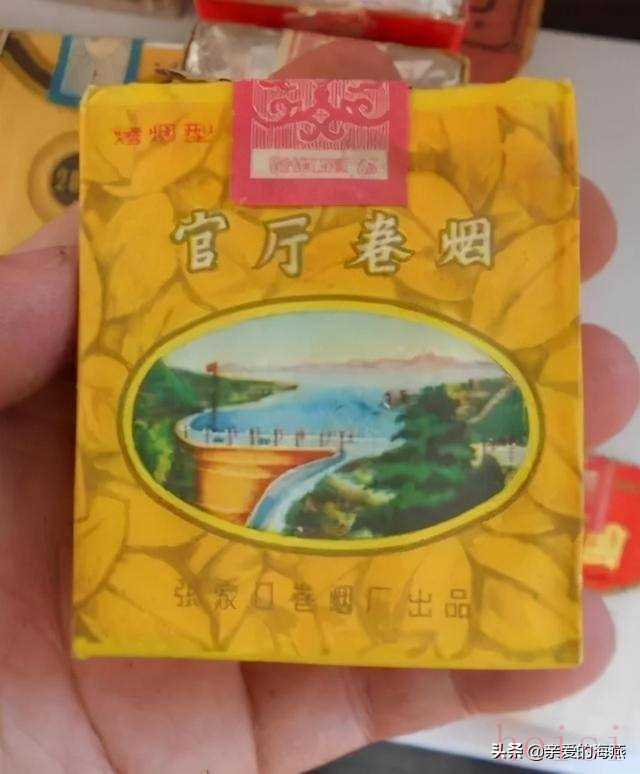 烤烟型
官厅卷烟
张家口卷烟厂出品
头条 @亲爱的海燕